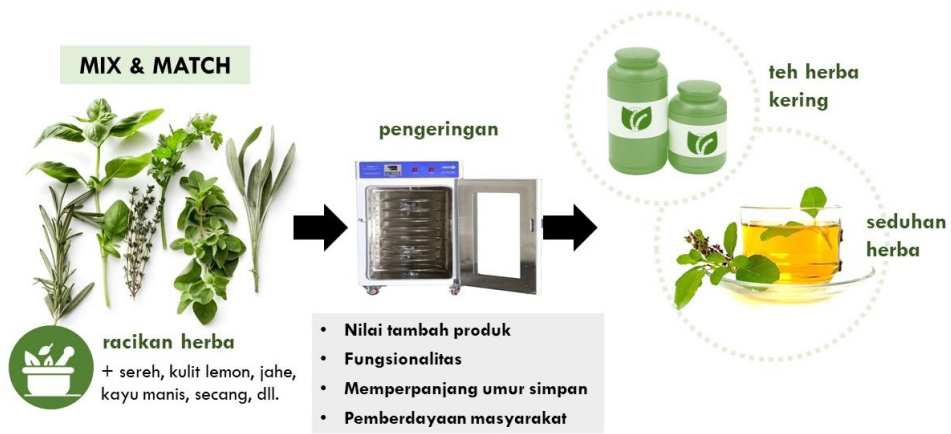 MIX & MATCH
racikan herba
+ sereh, kulit lemon, jahe,
kayu manis, secang, dll.
pengeringan
• Nilai tambah produk
• Fungsionalitas
• Memperpanjang umur simpan
• Pemberdayaan masyarakat
teh herba
kering
seduhan
herba